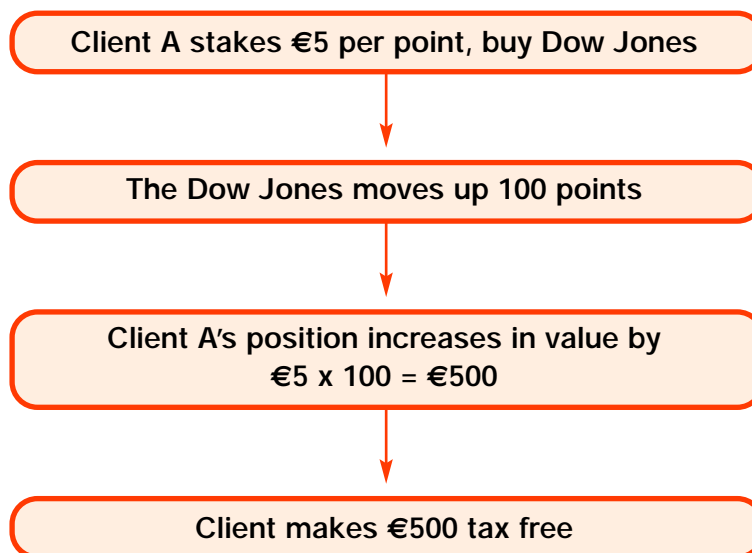 Client A stakes €5 per point, buy Dow Jones
The Dow Jones moves up 100 points
Client A’s position increases in value by
€5 x 100 = €500
Client makes €500 tax free